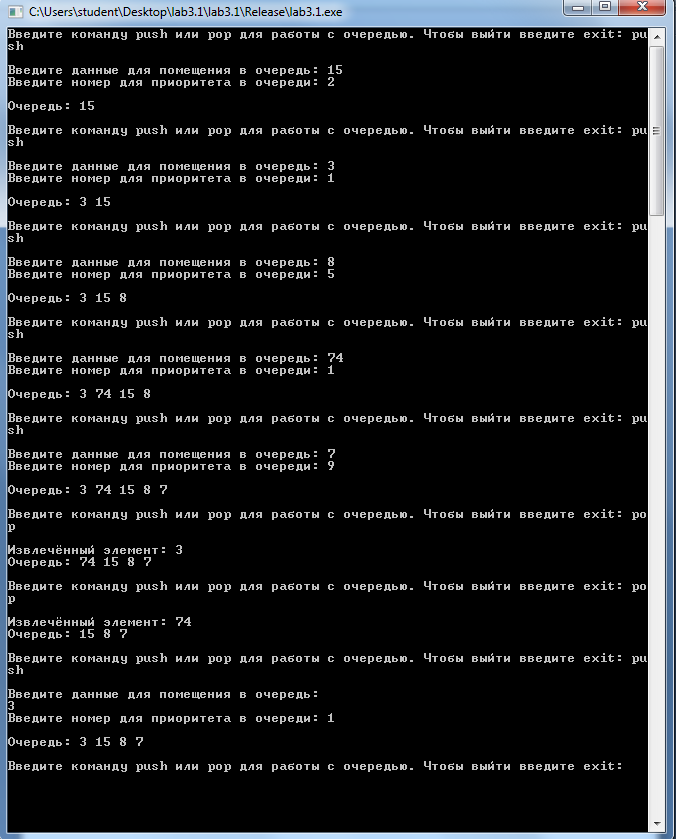 C:\Users\student\Desktop\lab3.1\lab3.1\Release\lab3.1.exe
Введите команду push или pop для работы с очередью. Чтобы выйти введите exit: pu
sh
Введите данные для помещения в очередь: 15
Введите номер для приоритета в очереди: 2
Очередь: 15
Введите команду push или pop для работы с очередью. Чтобы выйти введите exit: pu
sh
Введите данные для помещения в очередь: 3
Введите номер для приоритета в очереди: 1
Очередь: 3 15
Введите команду push или pop для работы с очередью. Чтобы выйти введите exit: pu
sh
Введите данные для помещения в очередь: 8
Введите номер для приоритета в очереди: 5
Очередь: 3 15 8
Введите команду push или pop для работы с очередью. Чтобы выйти введите exit: pu
sh
Введите данные для помещения в очередь: 74
Введите номер для приоритета в очереди: 1
Очередь: 3 74 15 8
Введите команду push или pop для работы с очередью. Чтобы выйти введите exit: pu
sh
Введите данные для помещения в очередь: 7
Введите номер для приоритета в очереди: 9
Очередь: 3 74 15 8 7
Введите команду push или pop для работы с очередью. Чтобы выйти введите exit: po
p
Извлечённый элемент: 3
Очередь: 74 15 8 7
Введите команду push или pop для работы с очередью. Чтобы выйти введите exit: po
p
Извлечённый элемент: 74
Очередь: 15 8 7
Введите команду push или pop для работы с очередью. Чтобы выйти введите exit: pu
sh
Введите данные для помещения в очередь:
3
Введите номер для приоритета в очереди: 1
Очередь: 3 15 8 7
Введите команду push или pop для работы с очередью. Чтобы выйти введите exit: